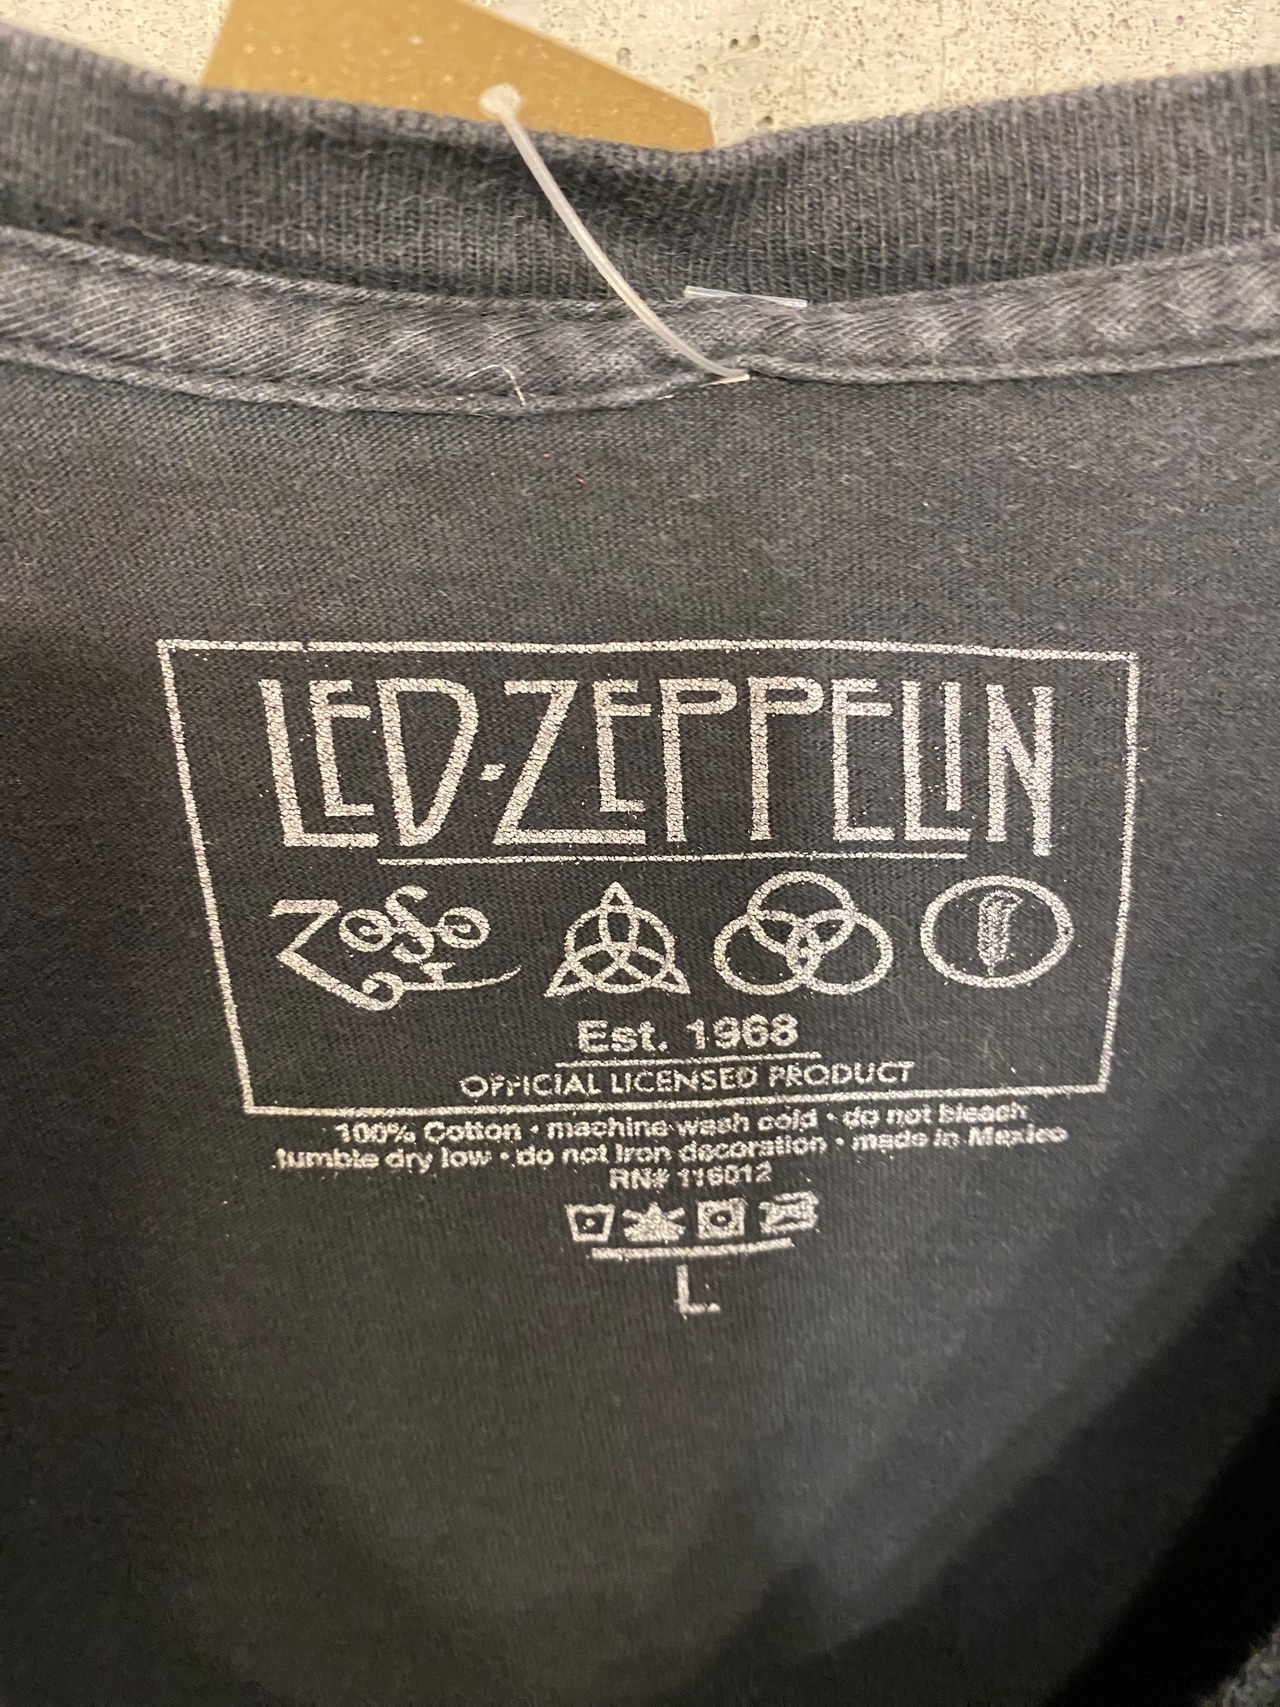 LED-ZEPPELIN
ZOSO
Est. 1968
OFFICIAL LICENSED PRODUCT
100% Cotton • machine wash cold • do not bleach
tumble dry low • do not iron decoration • made in Mexico
RN# 116012
L.